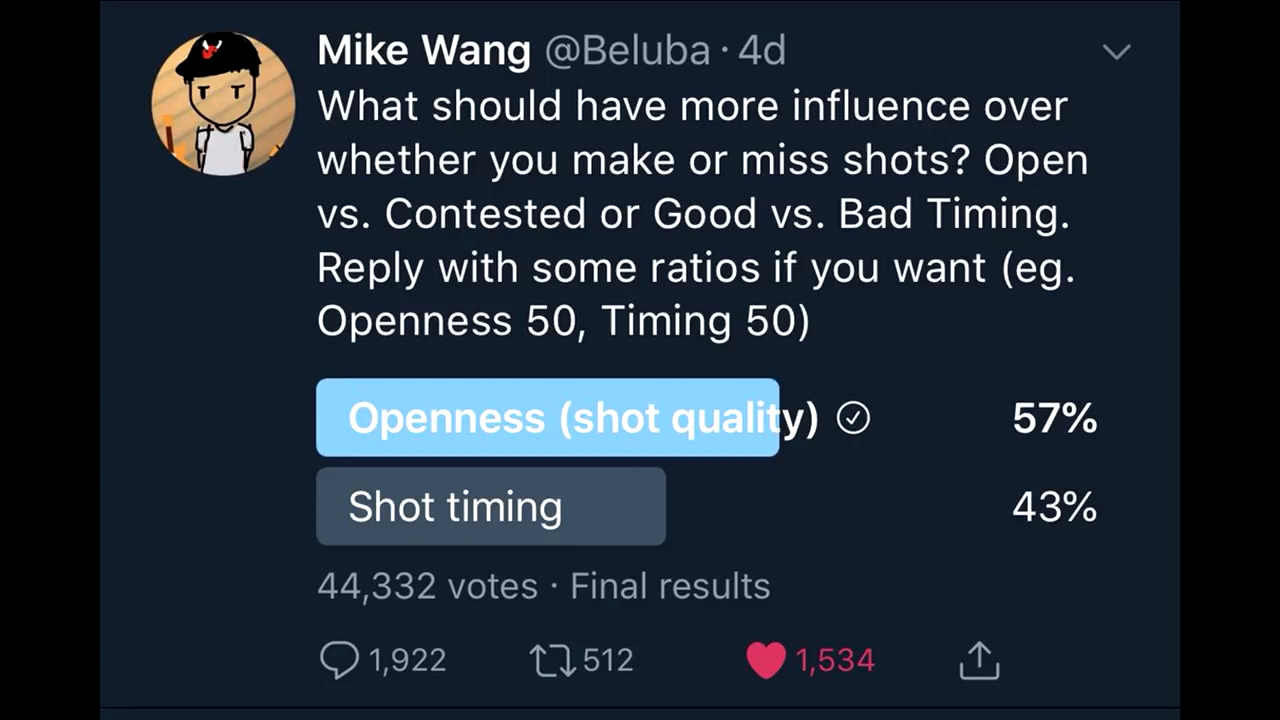 Mike Wang @Beluba · 4d
What should have more influence over
whether you make or miss shots? Open
vs. Contested or Good vs. Bad Timing.
Reply with some ratios if you want (eg.
Openness 50, Timing 50)
Openness (shot quality) 57%
Shot timing 43%
44,332 votes · Final results
1,922 512 1,534